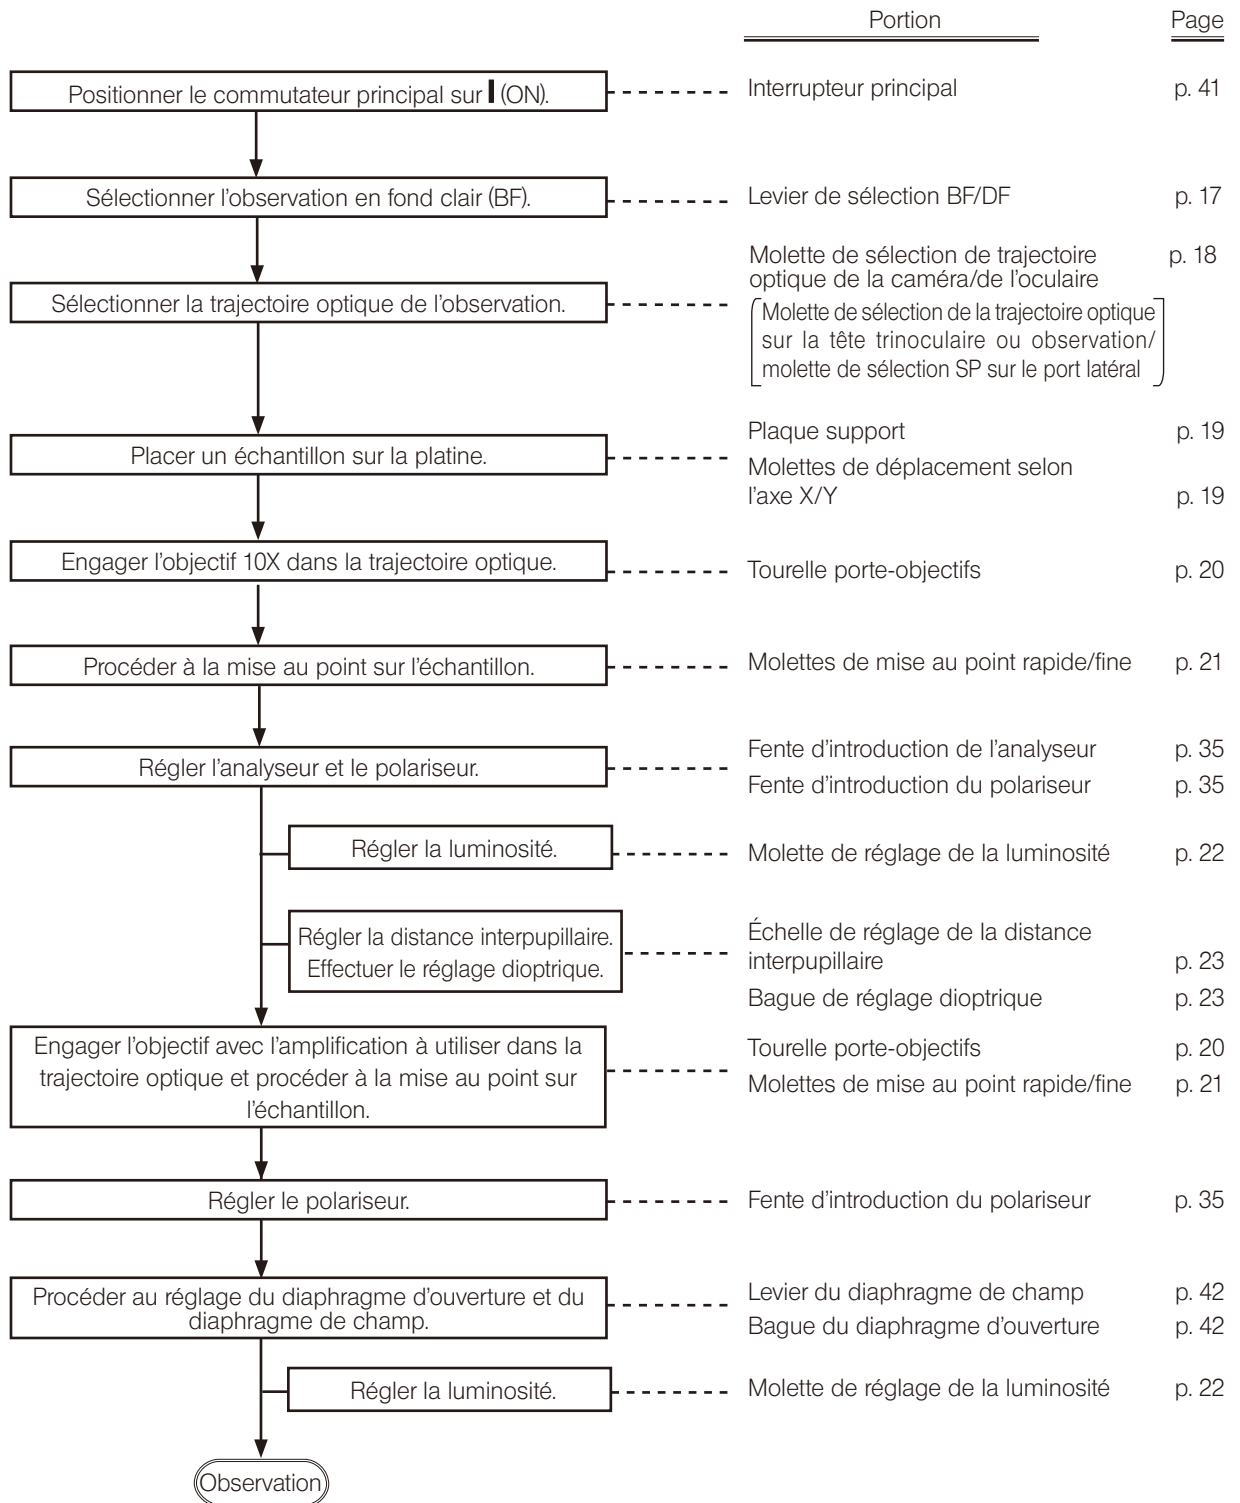 Portion Page
Positionner le commutateur principal sur I (ON). Interrupteur principal p. 41
Sélectionner l'observation en fond clair (BF). Levier de sélection BF/DF p. 17
Molette de sélection de trajectoire p. 18
optique de la caméra/de l'oculaire
Sélectionner la trajectoire optique de l'observation.
Molette de sélection de la trajectoire optique
sur la tête trinoculaire ou observation/
molette de sélection SP sur le port latéral
Plaque support p. 19
Placer un échantillon sur la platine.
Molettes de déplacement selon
l'axe X/Y p. 19
Engager l'objectif 10X dans la trajectoire optique. Tourelle porte-objectifs p. 20
Procéder à la mise au point sur l'échantillon. Molettes de mise au point rapide/fine p. 21
Fente d'introduction de l'analyseur p. 35
Régler l'analyseur et le polariseur.
Fente d'introduction du polariseur p. 35
Régler la luminosité. Molette de réglage de la luminosité p. 22
Régler la distance interpupillaire.
Effectuer le réglage dioptrique.
Échelle de réglage de la distance
interpupillaire p. 23
Bague de réglage dioptrique p. 23
Engager l'objectif avec l'amplification à utiliser dans la
trajectoire optique et procéder à la mise au point sur
l'échantillon.
Tourelle porte-objectifs p. 20
Molettes de mise au point rapide/fine p. 21
Régler le polariseur. Fente d'introduction du polariseur p. 35
Procéder au réglage du diaphragme d'ouverture et du
diaphragme de champ.
Levier du diaphragme de champ p. 42
Bague du diaphragme d'ouverture p. 42
Régler la luminosité. Molette de réglage de la luminosité p. 22
Observation